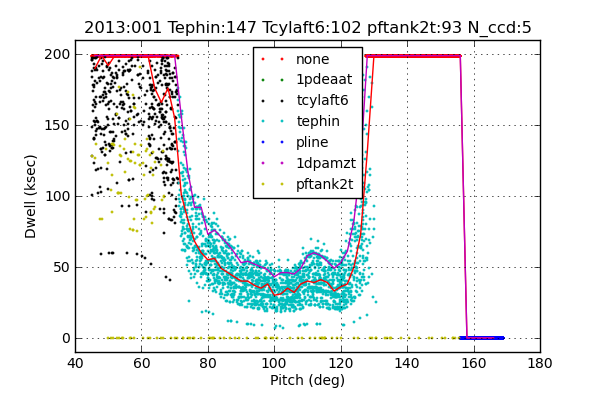 2013:001 Tephin:147 Tcylaft6:102 pftank2t:93 N_ccd:5
200
150
100
50
0
Dwell (ksec)
none
1pdeaat
tcylaft6
tephin
pline
1dpamzt
pftank2t
40 60 80 100 120 140 160 180
Pitch (deg)